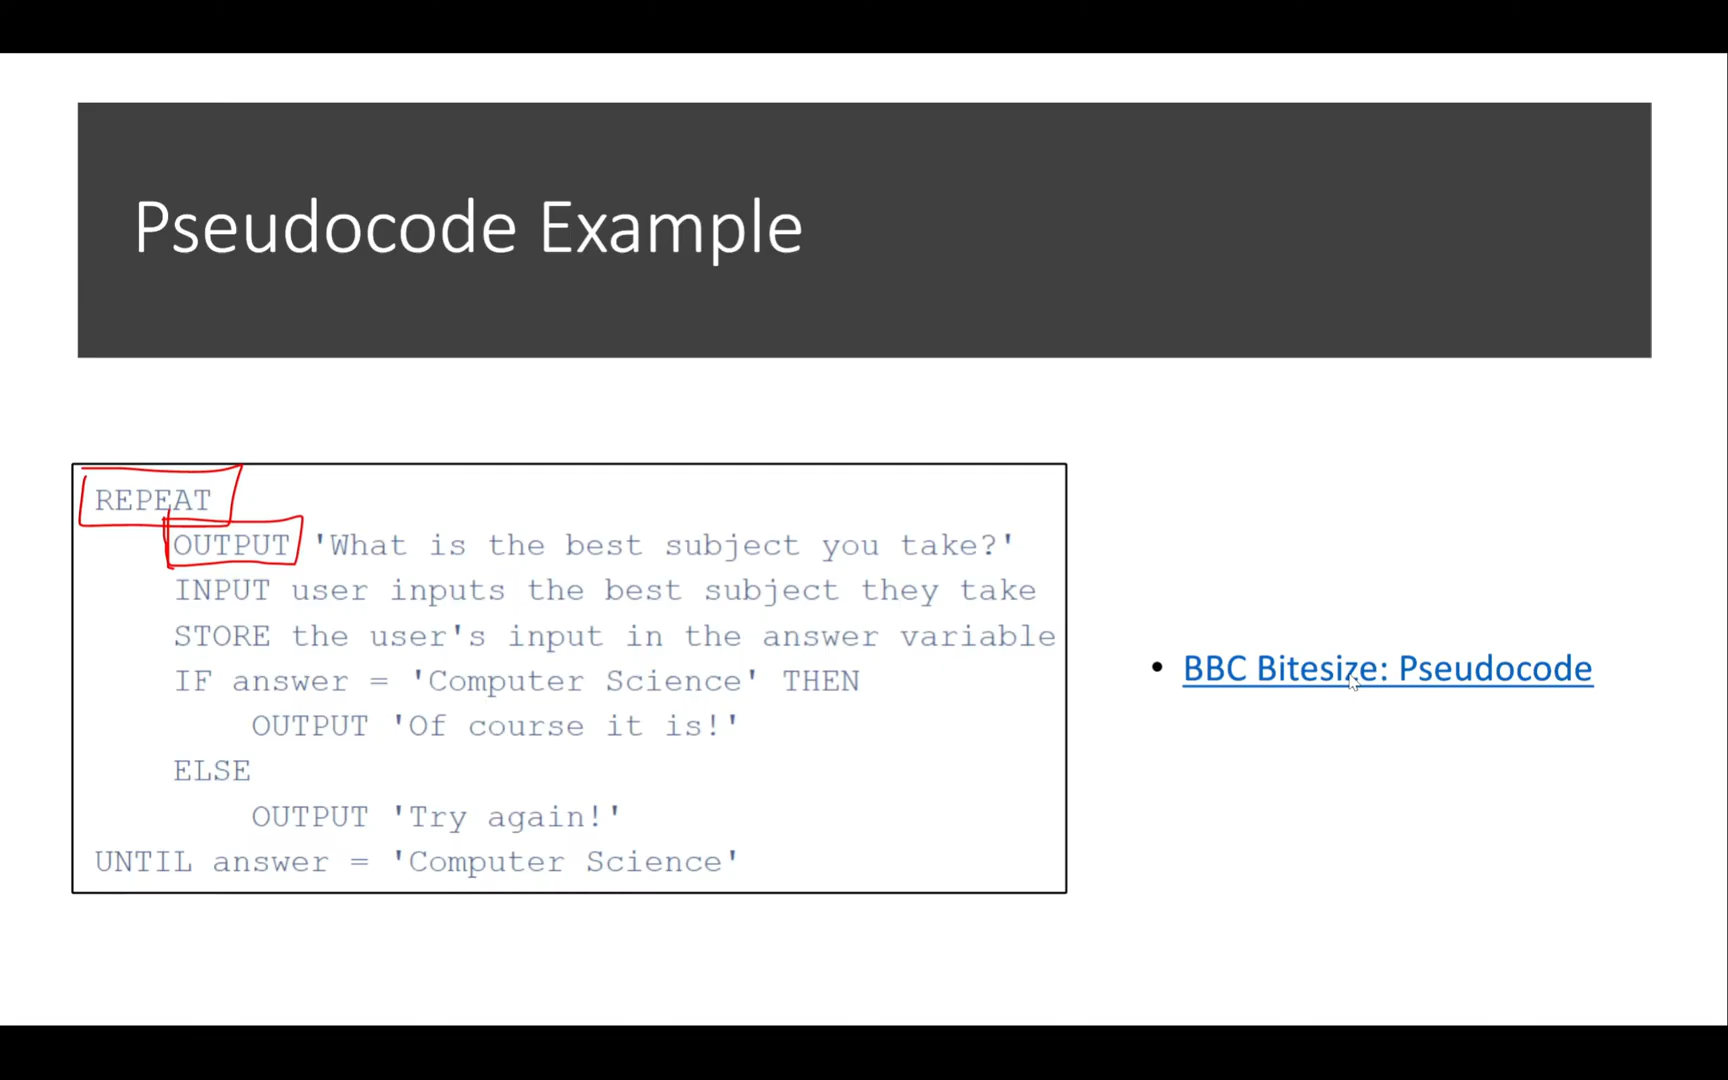 Pseudocode Example
REPEAT
OUTPUT 'What is the best subject you take?'
INPUT user inputs the best subject they take
STORE the user's input in the answer variable
IF answer = 'Computer Science' THEN
OUTPUT 'Of course it is!'
ELSE
OUTPUT 'Try again!'
UNTIL answer = 'Computer Science'
• BBC Bitesize: Pseudocode